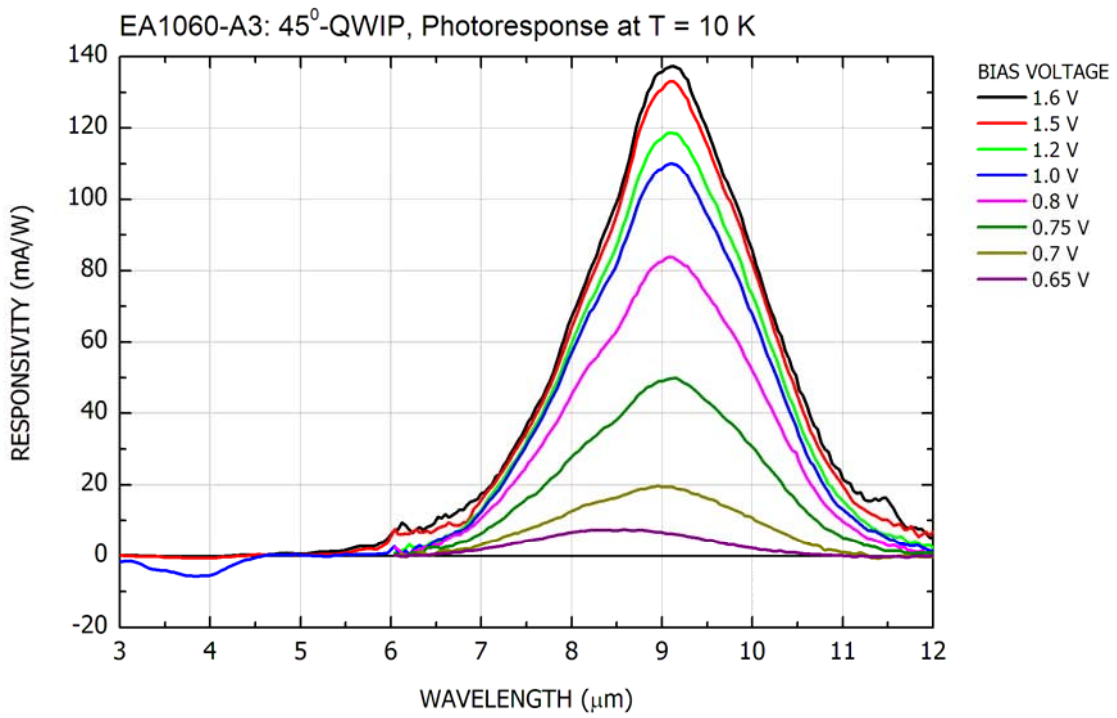 EA1060-A3: 45⁰-QWIP, Photoresponse at T = 10 K
140
120
100
80
60
40
20
0
-20
RESPONSIVITY (mA/W)
3 4 5 6 7 8 9 10 11 12
WAVELENGTH (μm)
BIAS VOLTAGE
1.6 V
1.5 V
1.2 V
1.0 V
0.8 V
0.75 V
0.7 V
0.65 V